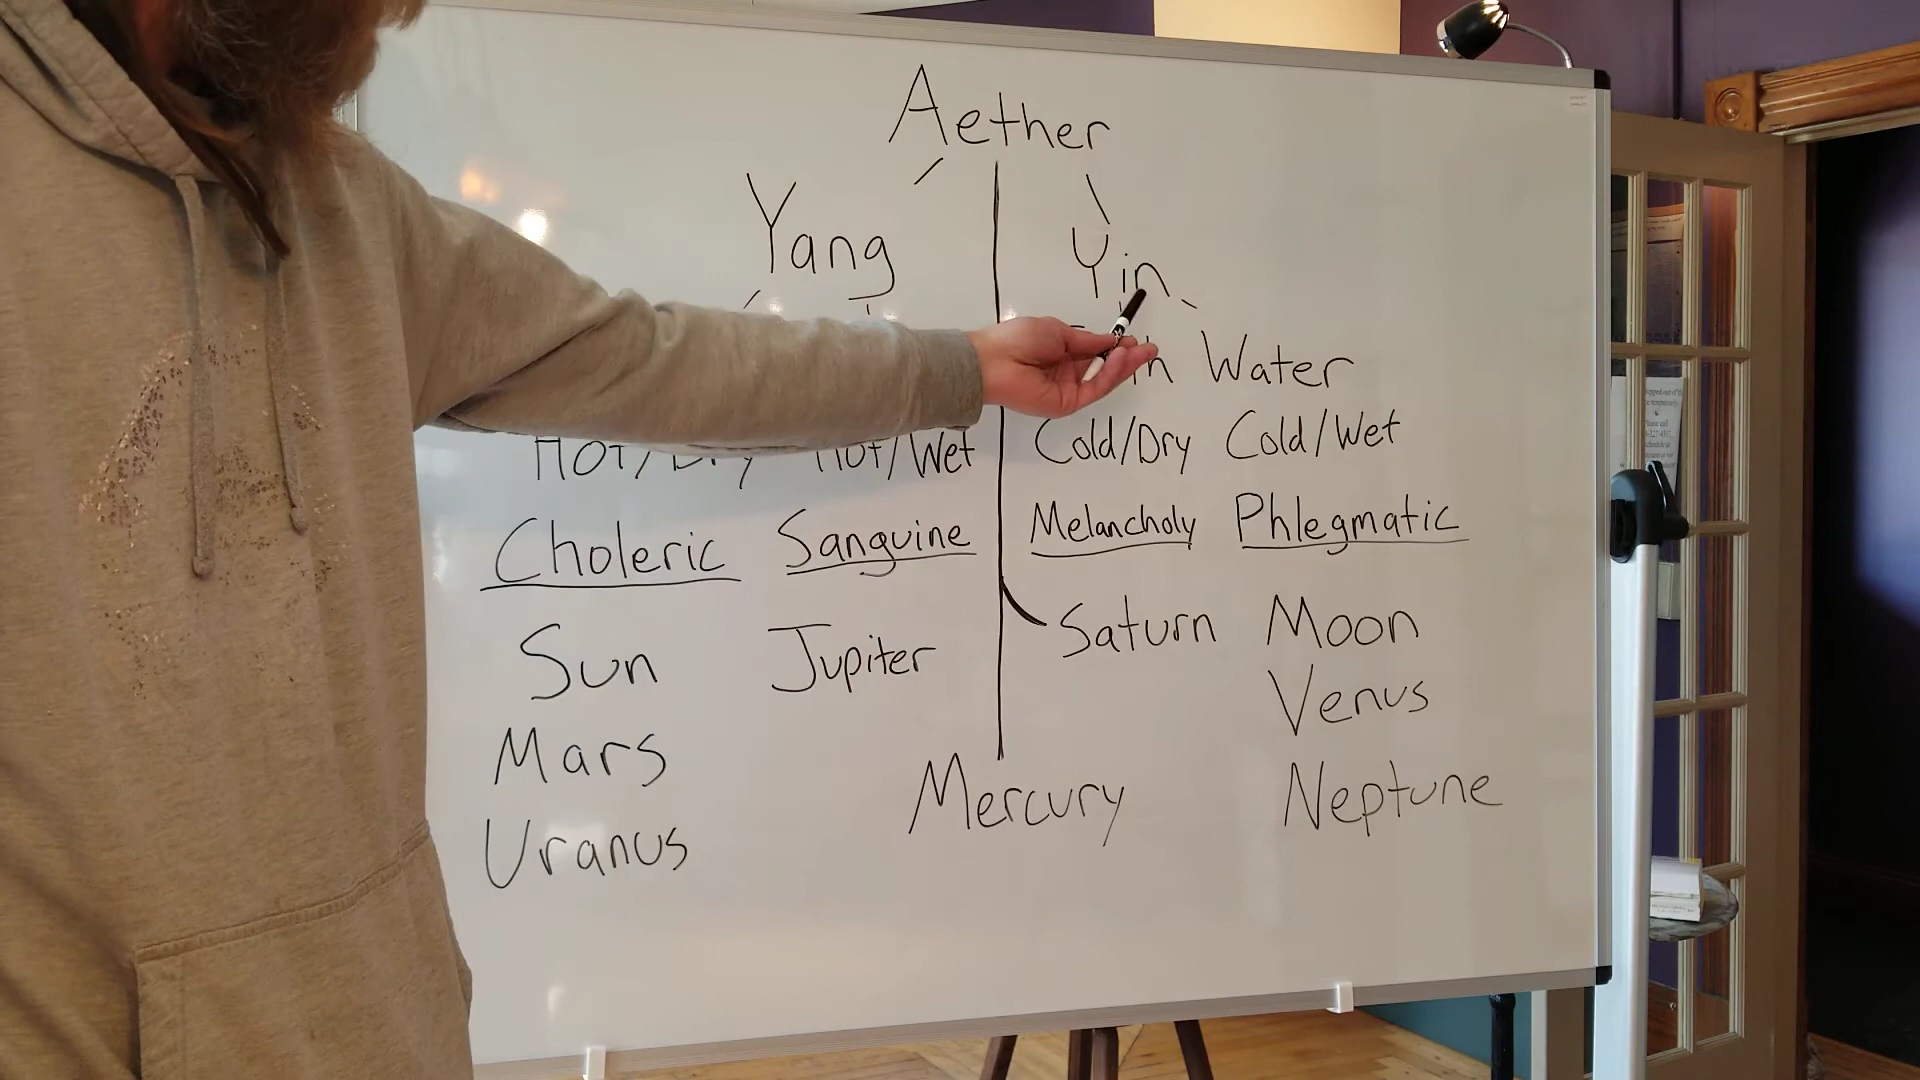 Aether
Yang Yin
Water
Hot/Dry Hot/Wet Cold/Dry Cold/Wet
Choleric Sanguine Melancholy Phlegmatic
Sun Jupiter Saturn Moon
Venus
Mars Mercury Neptune
Uranus